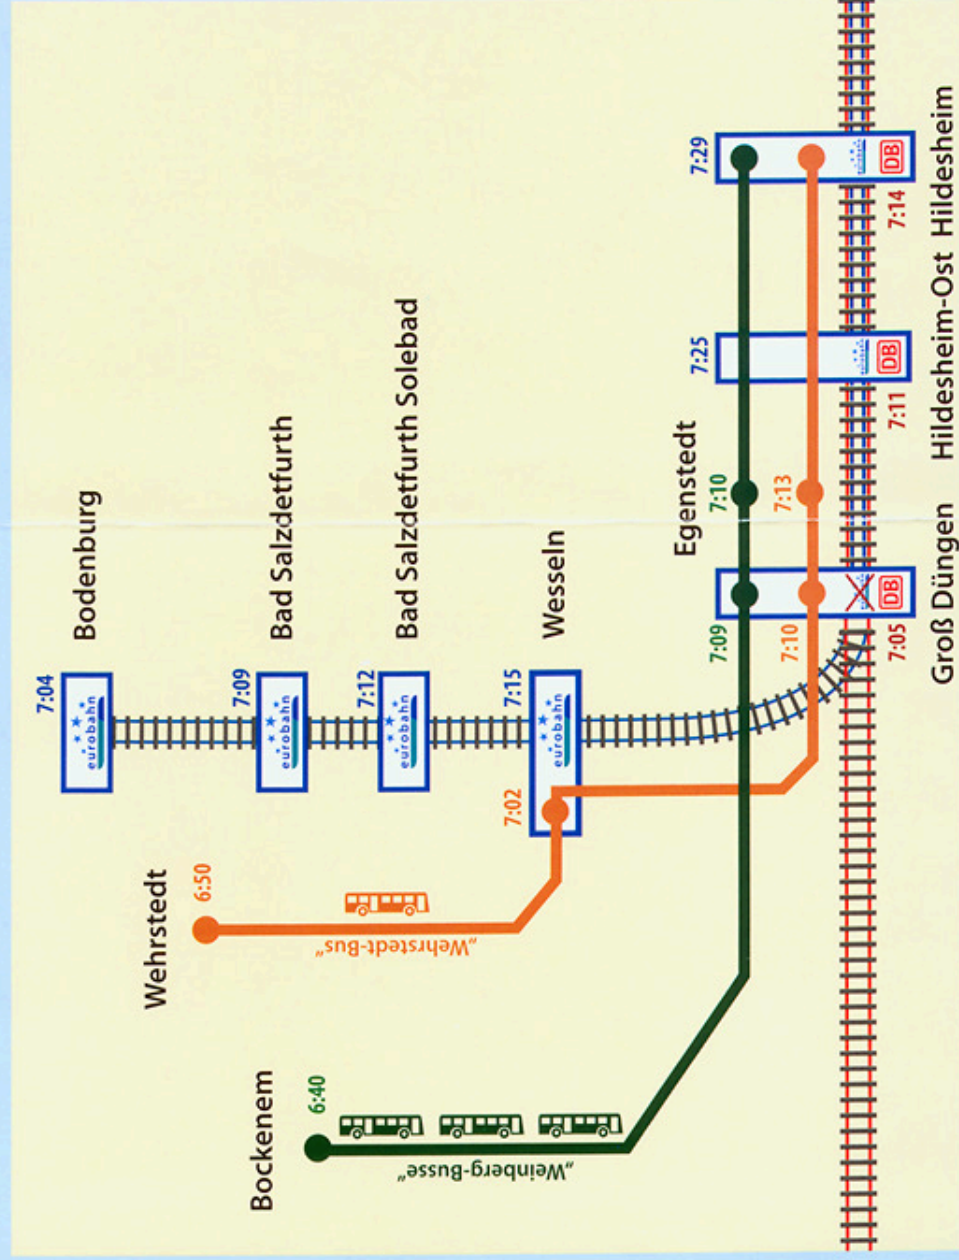 Bockenem
6:40
„Weinberg-Busse“
Wehrstedt
6:50
„Wehrstedt-Bus“
7:04
eurobahn
Bodenburg
7:09
eurobahn
Bad Salzdetfurth
7:12
eurobahn
Bad Salzdetfurth Solebad
7:02
7:15
eurobahn
Wesseln
Egenstedt
7:09
7:10
7:10
7:13
7:25
7:29
eurobahn
DB
eurobahn
DB
DB
7:05
7:11
7:14
Groß Düngen
Hildesheim-Ost
Hildesheim